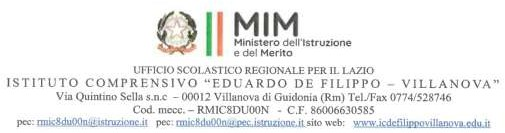 MIM
Ministero dell'Istruzione
e del Merito
UFFICIO SCOLASTICO REGIONALE PER IL LAZIO
ISTITUTO COMPRENSIVO "EDUARDO DE FILIPPO – VILLANOVA"
Via Quintino Sella s.n.c – 00012 Villanova di Guidonia (Rm) Tel./Fax 0774/528746
Cod. mecc. – RMIC8DU00N - C.F. 86006630585
peo: rmic8du00n@istruzione.it pec: rmic8du00n@pec.istruzione.it sito web: www.icdefilippovillanova.edu.it